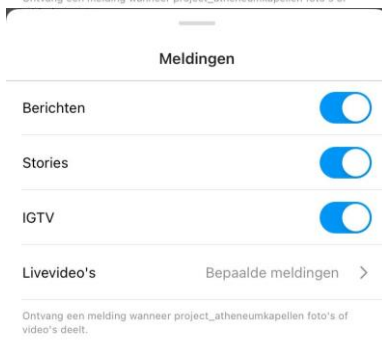 Meldingen
Berichten
Stories
IGTV
Livevideo's Bepaalde meldingen >
Ontvang een melding wanneer project_atheneumkapellen foto's of
video's deelt.